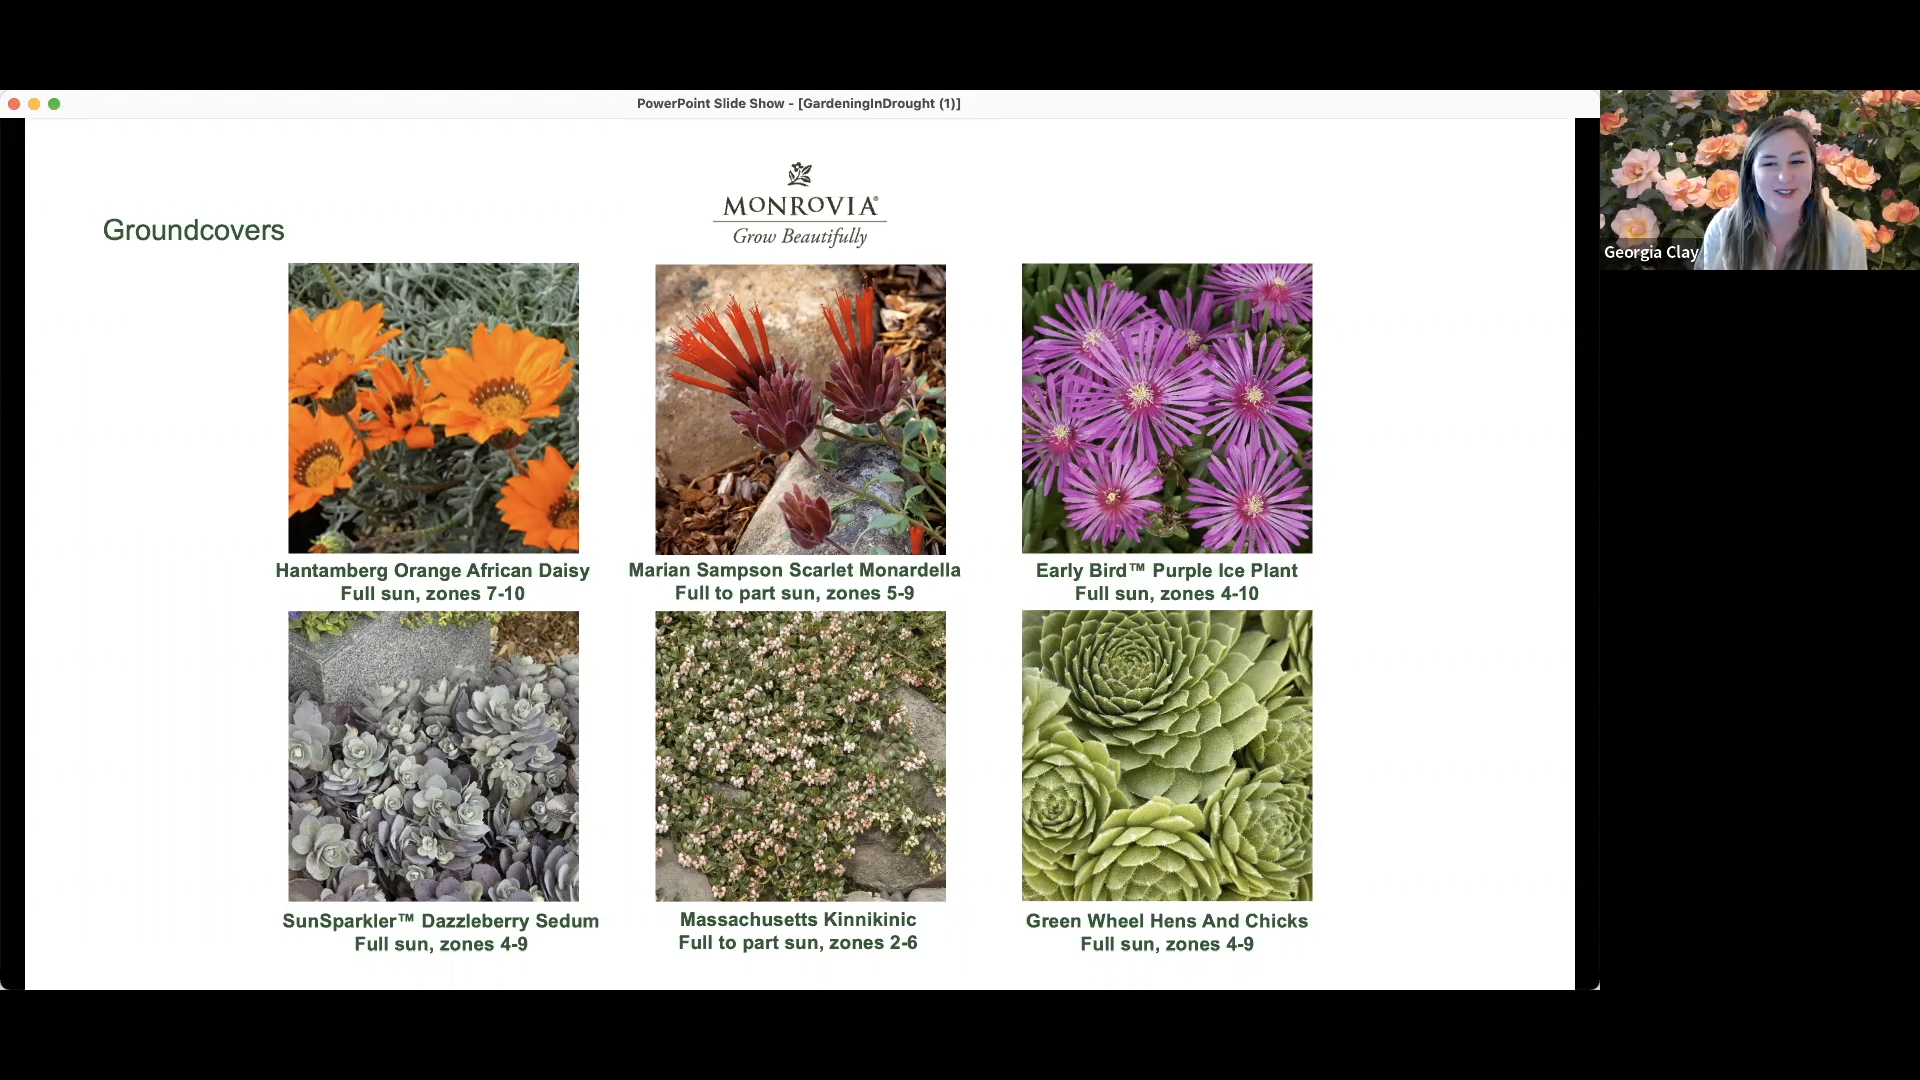 PowerPoint Slide Show - [GardeningInDrought (1)]
Georgia Clay
Groundcovers
MONROVIA®
Grow Beautifully
Hantamberg Orange African Daisy
Full sun, zones 7-10
Marian Sampson Scarlet Monardella
Full to part sun, zones 5-9
Early Bird™ Purple Ice Plant
Full sun, zones 4-10
SunSparkler™ Dazzleberry Sedum
Full sun, zones 4-9
Massachusetts Kinnikinic
Full to part sun, zones 2-6
Green Wheel Hens And Chicks
Full sun, zones 4-9